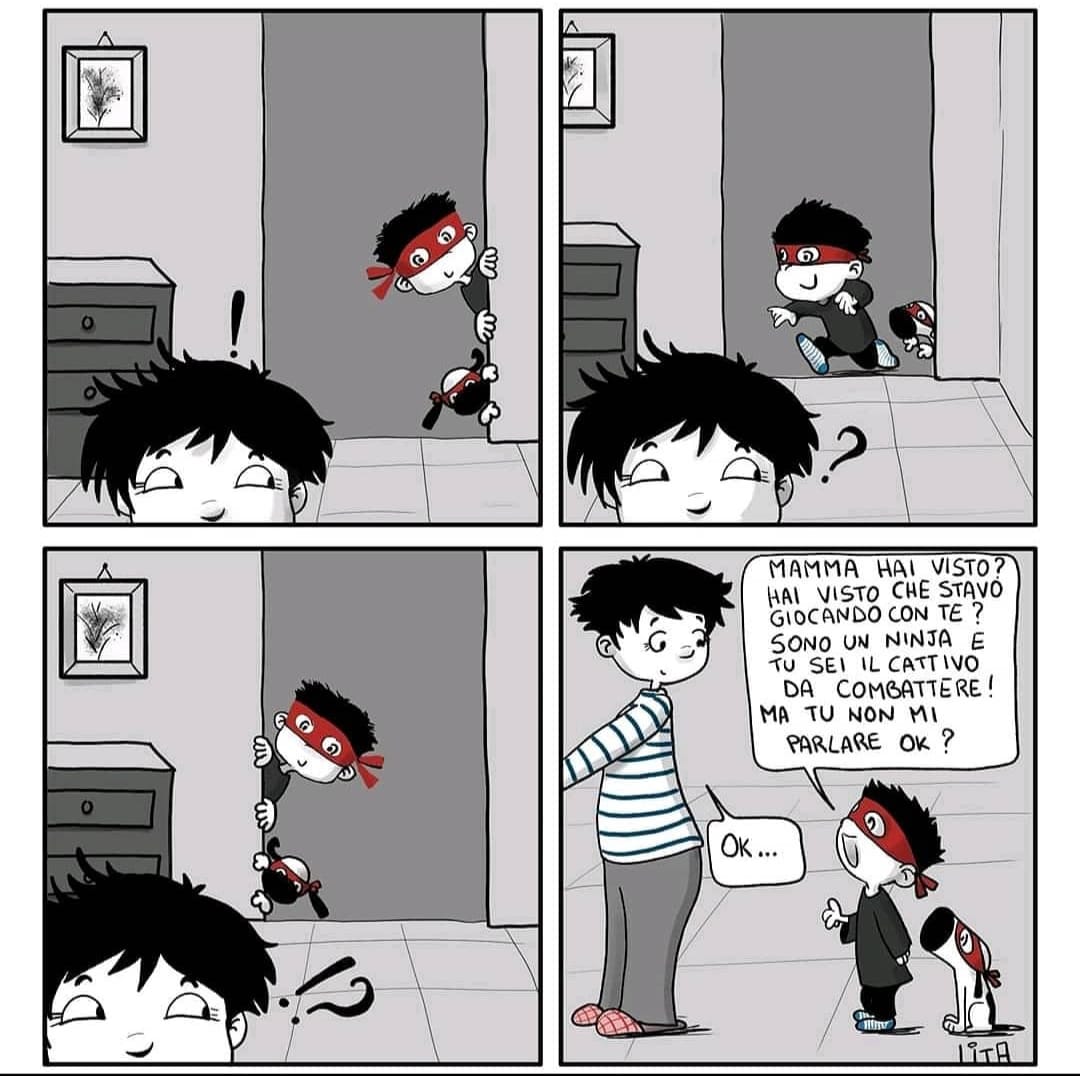 !
?
!?
MAMMA HAI VISTO?
HAI VISTO CHE STAVO
GIOCANDO CON TE?
SONO UN NINJA E
TU SEI IL CATTIVO
DA COMBATTERE!
MA TU NON MI
PARLARE OK?
OK...
LiTA